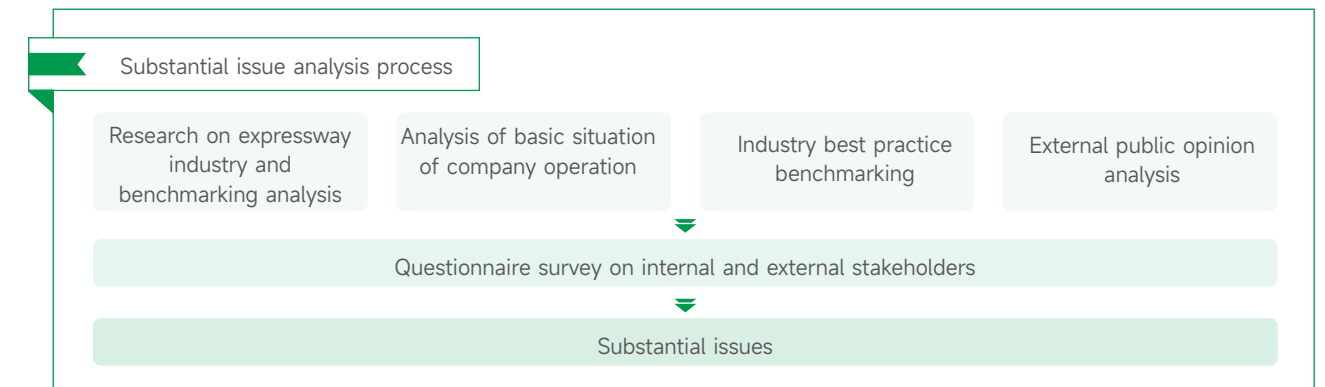 Substantial issue analysis process
Research on expressway
industry and
benchmarking analysis
Analysis of basic situation
of company operation
Industry best practice
benchmarking
External public opinion
analysis
Questionnaire survey on internal and external stakeholders
Substantial issues